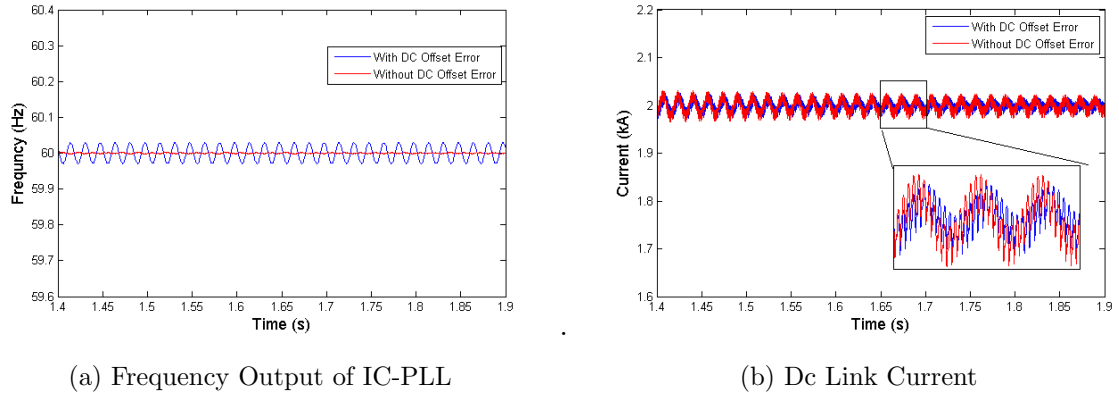 60.4
60.3
60.2
60.1
60
59.9
59.8
59.7
59.6
Frequncy (Hz)
With DC Offset Error
Without DC Offset Error
1.4 1.45 1.5 1.55 1.6 1.65 1.7 1.75 1.8 1.85 1.9
Time (s)
(a) Frequency Output of IC-PLL
.
2.2
2.1
2
1.9
1.8
1.7
1.6
Current (kA)
With DC Offset Error
Without DC Offset Error
1.4 1.45 1.5 1.55 1.6 1.65 1.7 1.75 1.8 1.85 1.9
Time (s)
(b) Dc Link Current